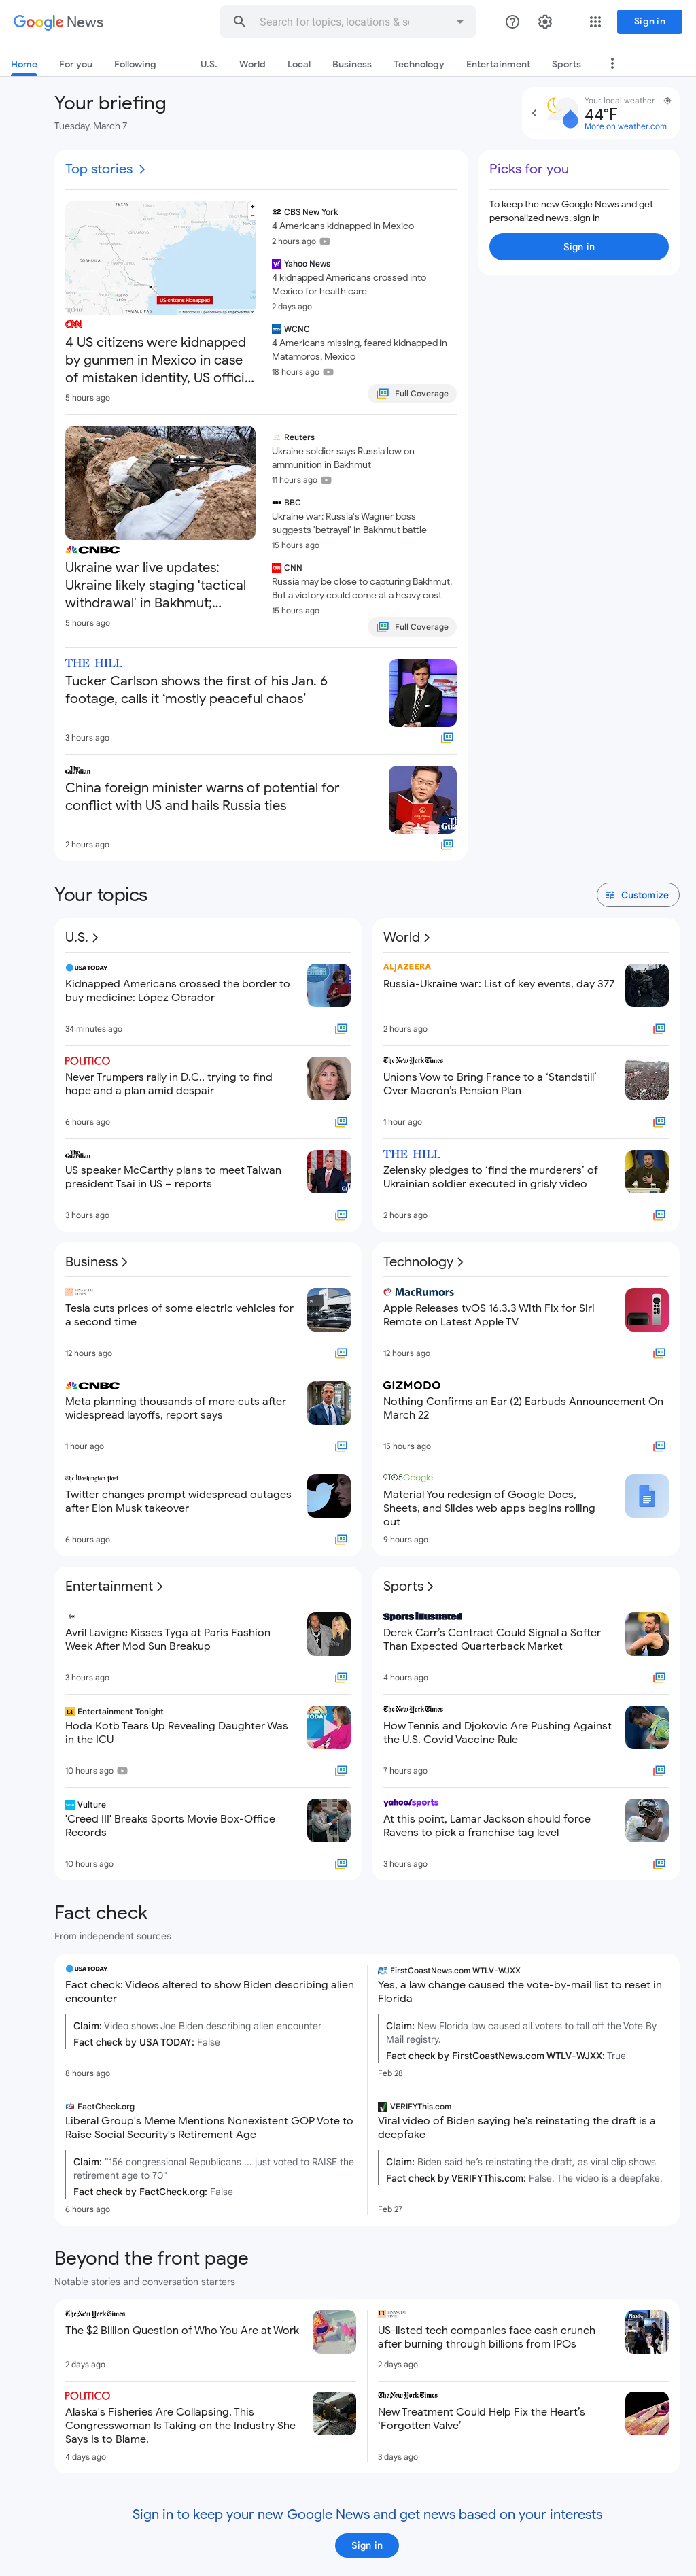 Google News
Search for topics, locations & so
Sign in
Home
For you
Following
U.S.
World
Local
Business
Technology
Entertainment
Sports
Your briefing
Tuesday, March 7
Your local weather
44°F
More on weather.com
Top stories
TEXAS
COAHUILA
TAMAULIPAS
US citizens kidnapped
© Mapbox © OpenStreetMap Improve this
CNN
4 US citizens were kidnapped
by gunmen in Mexico in case
of mistaken identity, US offici...
5 hours ago
CBS New York
4 Americans kidnapped in Mexico
2 hours ago
Yahoo News
4 kidnapped Americans crossed into
Mexico for health care
2 days ago
WCNC
4 Americans missing, feared kidnapped in
Matamoros, Mexico
18 hours ago
Full Coverage
Picks for you
To keep the new Google News and get
personalized news, sign in
Sign in
CNBC
Ukraine war live updates:
Ukraine likely staging 'tactical
withdrawal' in Bakhmut;...
5 hours ago
Reuters
Ukraine soldier says Russia low on
ammunition in Bakhmut
11 hours ago
BBC
Ukraine war: Russia's Wagner boss
suggests 'betrayal' in Bakhmut battle
15 hours ago
CNN
Russia may be close to capturing Bakhmut.
But a victory could come at a heavy cost
15 hours ago
Full Coverage
THE HILL
Tucker Carlson shows the first of his Jan. 6
footage, calls it ‘mostly peaceful chaos’
3 hours ago
The Guardian
China foreign minister warns of potential for
conflict with US and hails Russia ties
2 hours ago
Your topics
Customize
U.S.
USA TODAY
Kidnapped Americans crossed the border to
buy medicine: López Obrador
34 minutes ago
POLITICO
Never Trumpers rally in D.C., trying to find
hope and a plan amid despair
6 hours ago
The Guardian
US speaker McCarthy plans to meet Taiwan
president Tsai in US – reports
3 hours ago
World
ALJAZEERA
Russia-Ukraine war: List of key events, day 377
2 hours ago
The New York Times
Unions Vow to Bring France to a ‘Standstill’
Over Macron’s Pension Plan
1 hour ago
THE HILL
Zelensky pledges to ‘find the murderers’ of
Ukrainian soldier executed in grisly video
2 hours ago
Business
FINANCIAL TIMES
Tesla cuts prices of some electric vehicles for
a second time
12 hours ago
CNBC
Meta planning thousands of more cuts after
widespread layoffs, report says
1 hour ago
The Washington Post
Twitter changes prompt widespread outages
after Elon Musk takeover
6 hours ago
Technology
MacRumors
Apple Releases tvOS 16.3.3 With Fix for Siri
Remote on Latest Apple TV
12 hours ago
GIZMODO
Nothing Confirms an Ear (2) Earbuds Announcement On
March 22
15 hours ago
9TO5Google
Material You redesign of Google Docs,
Sheets, and Slides web apps begins rolling
out
9 hours ago
Entertainment
Avril Lavigne Kisses Tyga at Paris Fashion
Week After Mod Sun Breakup
3 hours ago
Entertainment Tonight
Hoda Kotb Tears Up Revealing Daughter Was
in the ICU
10 hours ago
Vulture
'Creed III' Breaks Sports Movie Box-Office
Records
10 hours ago
Sports
Sports Illustrated
Derek Carr’s Contract Could Signal a Softer
Than Expected Quarterback Market
4 hours ago
The New York Times
How Tennis and Djokovic Are Pushing Against
the U.S. Covid Vaccine Rule
7 hours ago
yahoo!sports
At this point, Lamar Jackson should force
Ravens to pick a franchise tag level
3 hours ago
Fact check
From independent sources
USA TODAY
Fact check: Videos altered to show Biden describing alien
encounter
Claim: Video shows Joe Biden describing alien encounter
Fact check by USA TODAY: False
8 hours ago
FirstCoastNews.com WTLV-WJXX
Yes, a law change caused the vote-by-mail list to reset in
Florida
Claim: New Florida law caused all voters to fall off the Vote By
Mail registry.
Fact check by FirstCoastNews.com WTLV-WJXX: True
Feb 28
FactCheck.org
Liberal Group's Meme Mentions Nonexistent GOP Vote to
Raise Social Security's Retirement Age
Claim: "156 congressional Republicans ... just voted to RAISE the
retirement age to 70"
Fact check by FactCheck.org: False
6 hours ago
VERIFYThis.com
Viral video of Biden saying he's reinstating the draft is a
deepfake
Claim: Biden said he's reinstating the draft, as viral clip shows
Fact check by VERIFYThis.com: False. The video is a deepfake.
Feb 27
Beyond the front page
Notable stories and conversation starters
The New York Times
The $2 Billion Question of Who You Are at Work
2 days ago
FINANCIAL TIMES
US-listed tech companies face cash crunch
after burning through billions from IPOs
2 days ago
POLITICO
Alaska's Fisheries Are Collapsing. This
Congresswoman Is Taking on the Industry She
Says Is to Blame.
4 days ago
The New York Times
New Treatment Could Help Fix the Heart’s
‘Forgotten Valve’
3 days ago
Sign in to keep your new Google News and get news based on your interests
Sign in